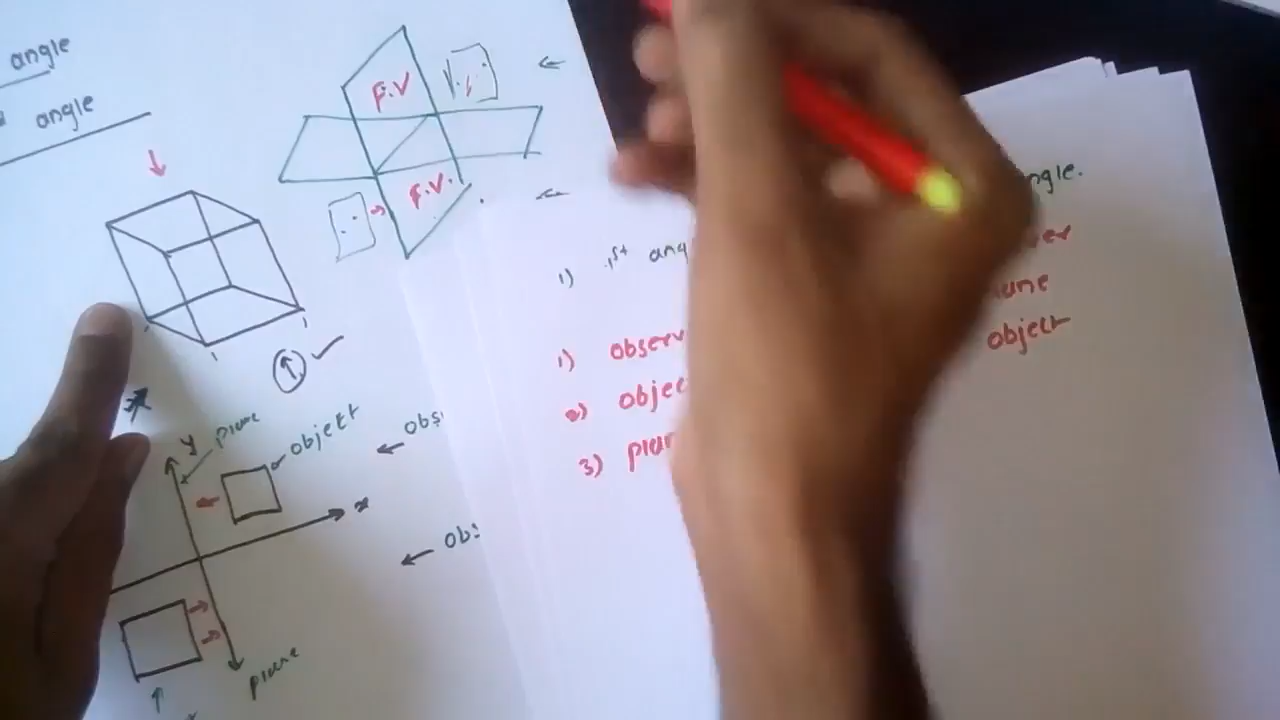 angle
angle
F.V
F.V.
1) 1st ang
ngle.
1) observ
ver
2) objec
3) plan
object
y plane
object
obs
x
obs
plane